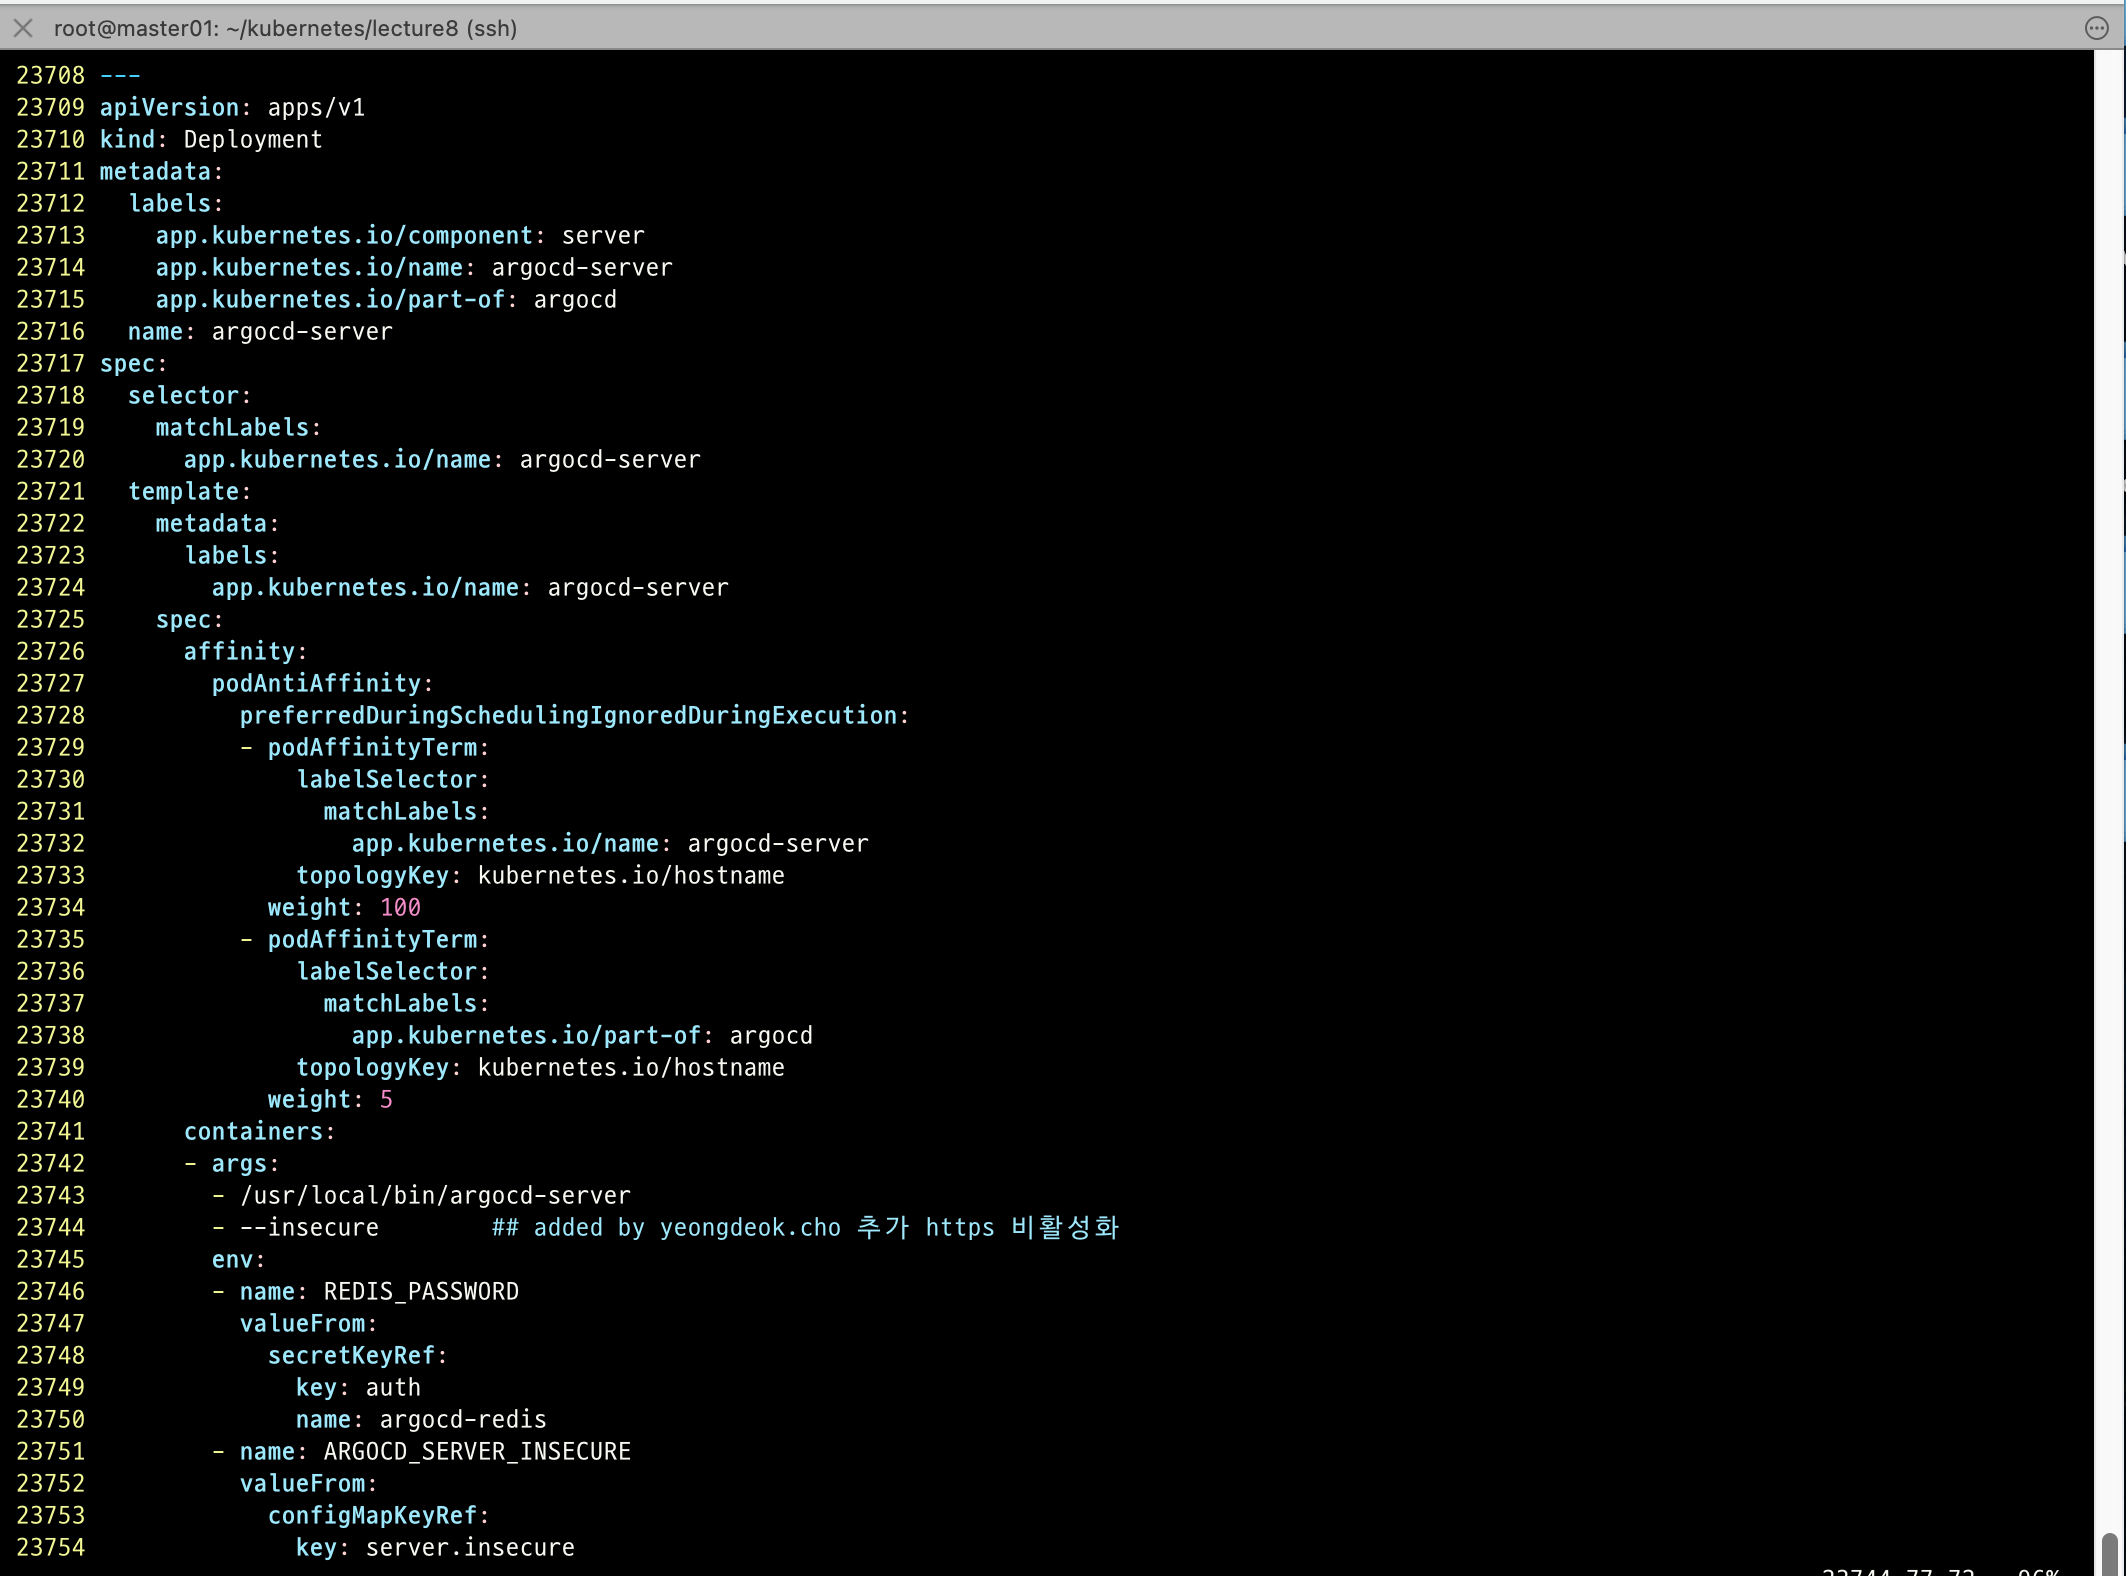 root@master01: ~/kubernetes/lecture8 (ssh)
23708 ---
23709 apiVersion: apps/v1
23710 kind: Deployment
23711 metadata:
23712   labels:
23713     app.kubernetes.io/component: server
23714     app.kubernetes.io/name: argocd-server
23715     app.kubernetes.io/part-of: argocd
23716   name: argocd-server
23717 spec:
23718   selector:
23719     matchLabels:
23720       app.kubernetes.io/name: argocd-server
23721   template:
23722     metadata:
23723       labels:
23724         app.kubernetes.io/name: argocd-server
23725     spec:
23726       affinity:
23727         podAntiAffinity:
23728           preferredDuringSchedulingIgnoredDuringExecution:
23729           - podAffinityTerm:
23730               labelSelector:
23731                 matchLabels:
23732                   app.kubernetes.io/name: argocd-server
23733               topologyKey: kubernetes.io/hostname
23734             weight: 100
23735           - podAffinityTerm:
23736               labelSelector:
23737                 matchLabels:
23738                   app.kubernetes.io/part-of: argocd
23739               topologyKey: kubernetes.io/hostname
23740             weight: 5
23741       containers:
23742       - args:
23743         - /usr/local/bin/argocd-server
23744         - --insecure        ## added by yeongdeok.cho 추가 https 비활성화
23745         env:
23746         - name: REDIS_PASSWORD
23747           valueFrom:
23748             secretKeyRef:
23749               key: auth
23750               name: argocd-redis
23751         - name: ARGOCD_SERVER_INSECURE
23752           valueFrom:
23753             configMapKeyRef:
23754               key: server.insecure